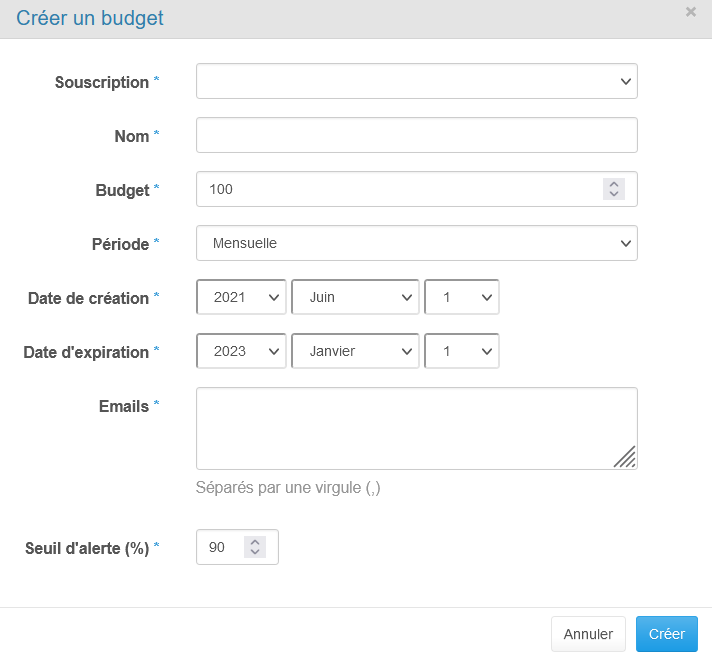 Créer un budget ×
Souscription *
Nom *
Budget * 100
Période * Mensuelle
Date de création * 2021 Juin 1
Date d'expiration * 2023 Janvier 1
Emails *
Séparés par une virgule (,)
Seuil d'alerte (%) * 90
Annuler Créer